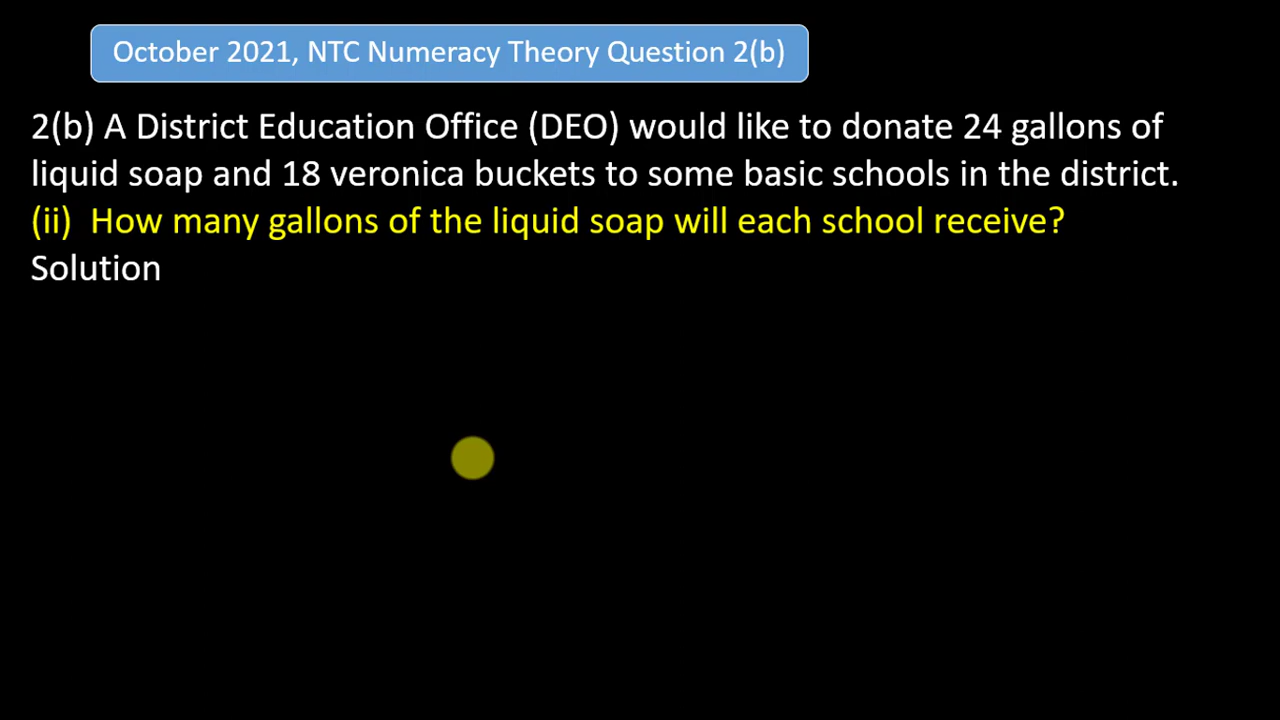 October 2021, NTC Numeracy Theory Question 2(b)
2(b) A District Education Office (DEO) would like to donate 24 gallons of
liquid soap and 18 veronica buckets to some basic schools in the district.
(ii) How many gallons of the liquid soap will each school receive?
Solution